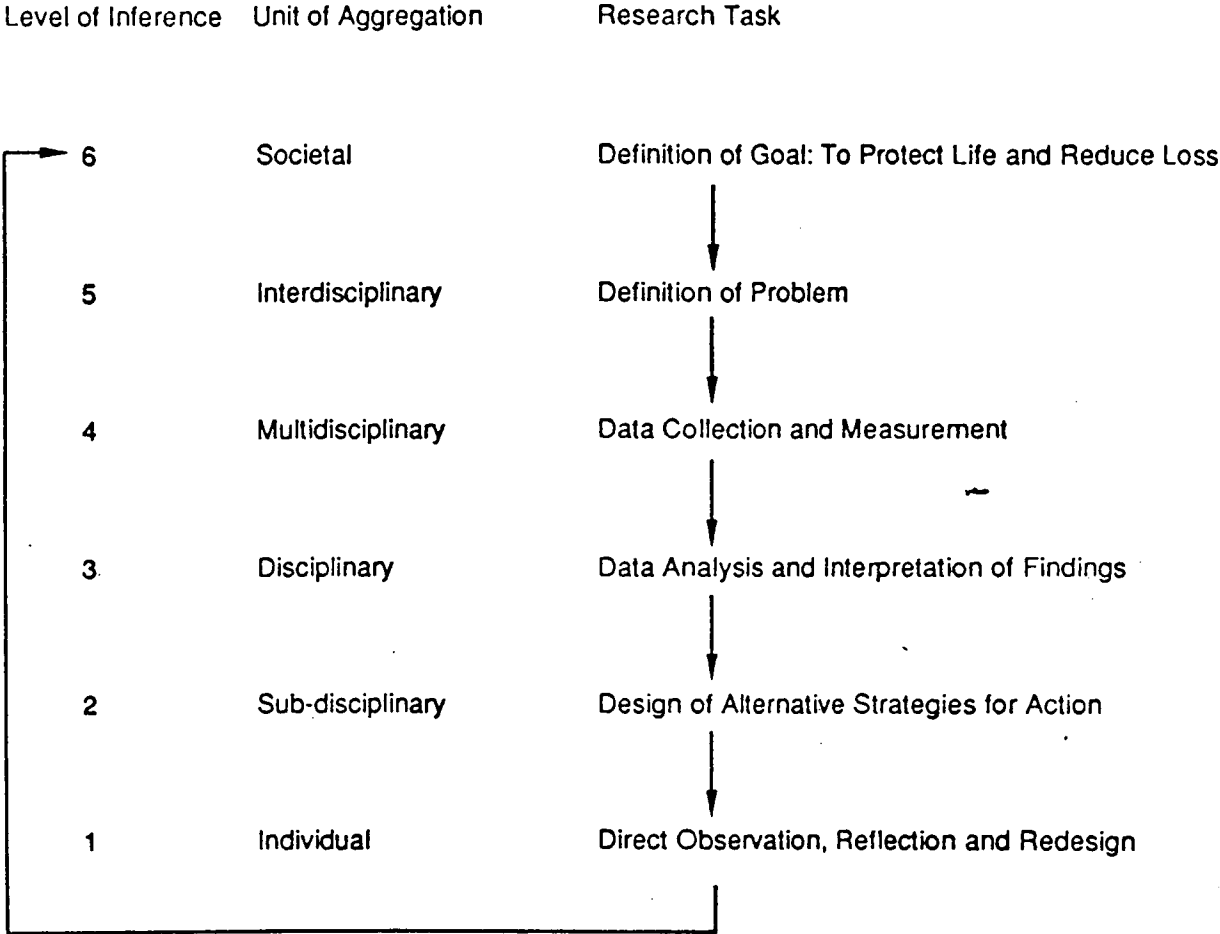 Level of Inference Unit of Aggregation Research Task
6 Societal Definition of Goal: To Protect Life and Reduce Loss
5 Interdisciplinary Definition of Problem
4 Multidisciplinary Data Collection and Measurement
3 Disciplinary Data Analysis and Interpretation of Findings
2 Sub-disciplinary Design of Alternative Strategies for Action
1 Individual Direct Observation, Reflection and Redesign